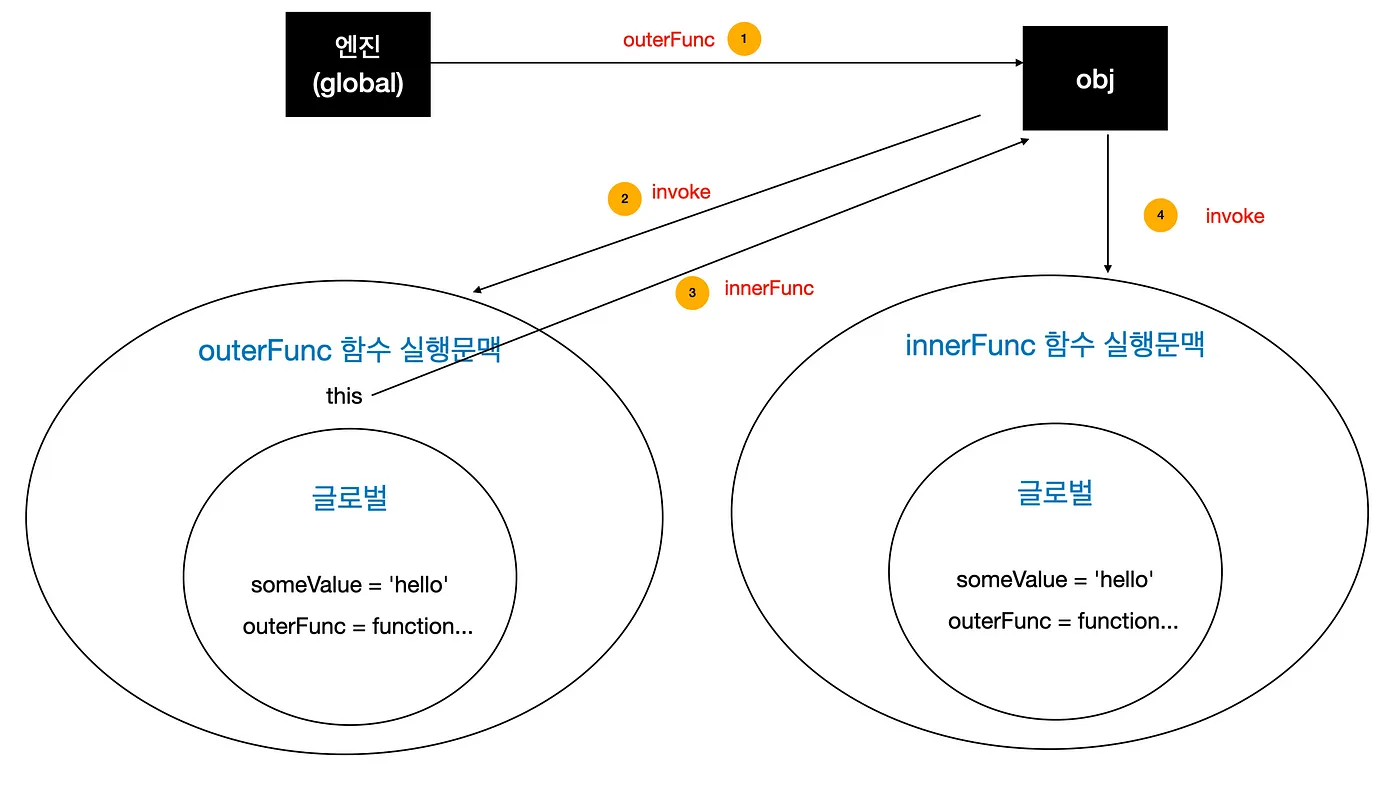 엔진
(global)
outerFunc 1
obj
2 invoke
4 invoke
3 innerFunc
outerFunc 함수 실행문맥
this
글로벌
someValue = 'hello'
outerFunc = function...
innerFunc 함수 실행문맥
글로벌
someValue = 'hello'
outerFunc = function...